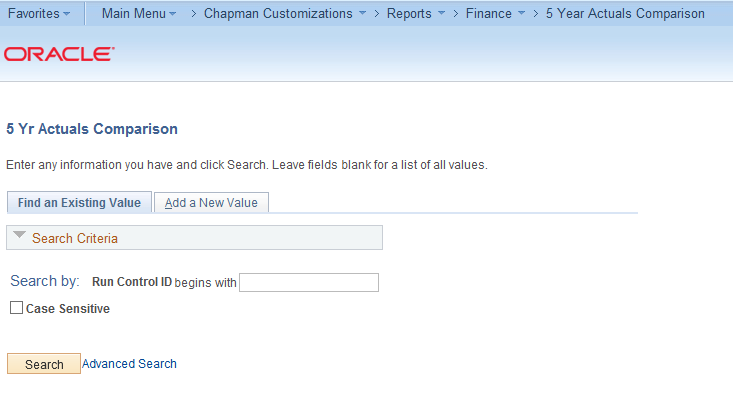 Favorites Main Menu > Chapman Customizations > Reports > Finance > 5 Year Actuals Comparison
ORACLE
5 Yr Actuals Comparison
Enter any information you have and click Search. Leave fields blank for a list of all values.
Find an Existing Value Add a New Value
Search Criteria
Search by: Run Control ID begins with
Case Sensitive
Search Advanced Search